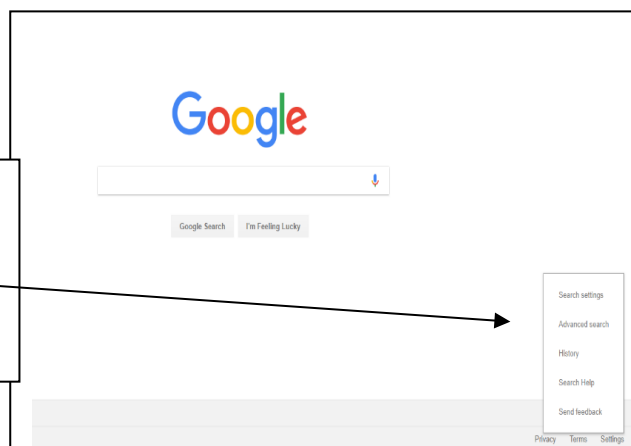 Google
Google Search I'm Feeling Lucky
Search settings
Advanced search
History
Search Help
Send feedback
Privacy Terms Settings